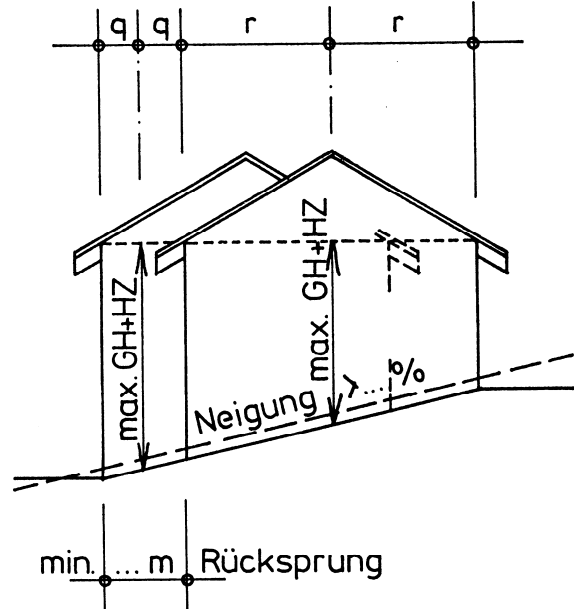 q q r r
max. GH+HZ
max. GH+HZ
Neigung > ... %
min. ... m Rücksprung